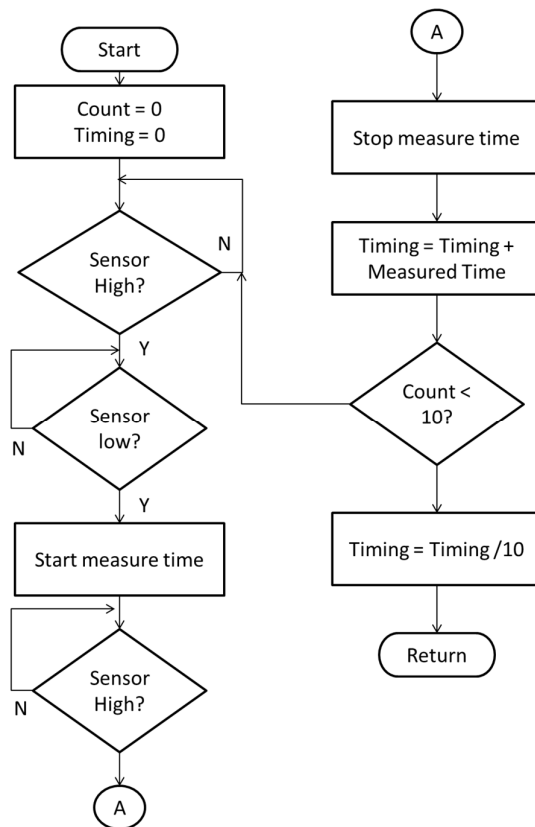 Start
Count = 0
Timing = 0
N
Sensor
High?
Y
Sensor
low?
N
Y
Start measure time
Sensor
High?
N
A
A
Stop measure time
Timing = Timing +
Measured Time
Count <
10?
Timing = Timing /10
Return